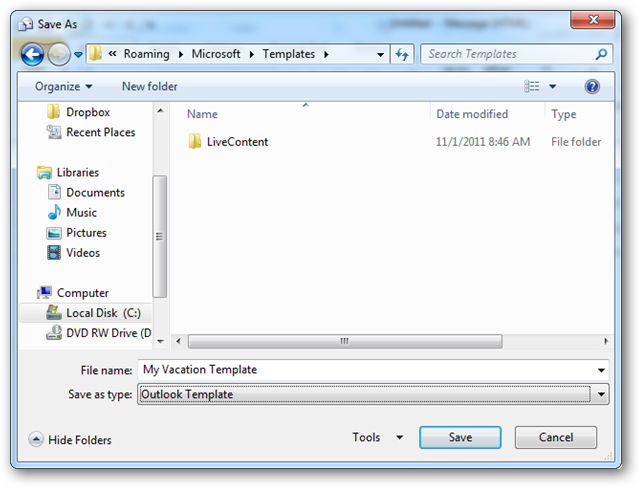 Save As
« Roaming Microsoft Templates Search Templates
Organize New folder
Dropbox
Recent Places
Libraries
Documents
Music
Pictures
Videos
Computer
Local Disk (C:)
DVD RW Drive (D
Name Date modified Type
LiveContent 11/1/2011 8:46 AM File folder
File name: My Vacation Template
Save as type: Outlook Template
Hide Folders Tools Save Cancel